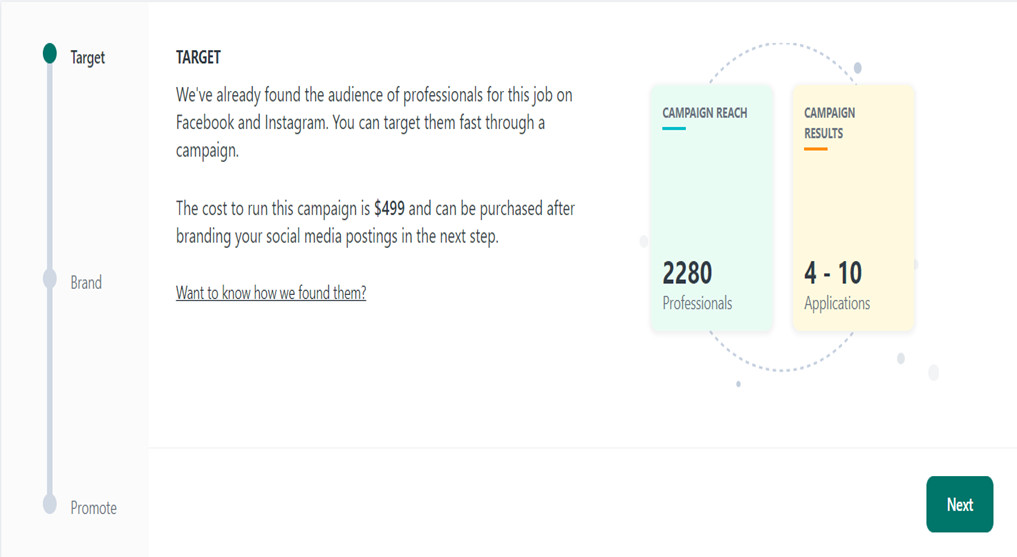 Target
Brand
Promote
TARGET
We've already found the audience of professionals for this job on
Facebook and Instagram. You can target them fast through a
campaign.
The cost to run this campaign is $499 and can be purchased after
branding your social media postings in the next step.
Want to know how we found them?
CAMPAIGN REACH
2280
Professionals
CAMPAIGN
RESULTS
4 - 10
Applications
Next